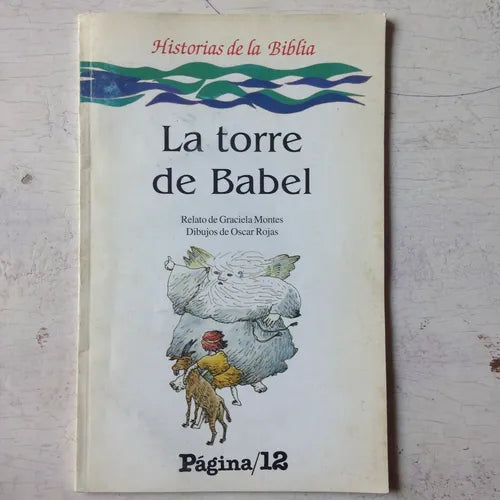 Historias de la Biblia
La torre
de Babel
Relato de Graciela Montes
Dibujos de Oscar Rojas
Página/12